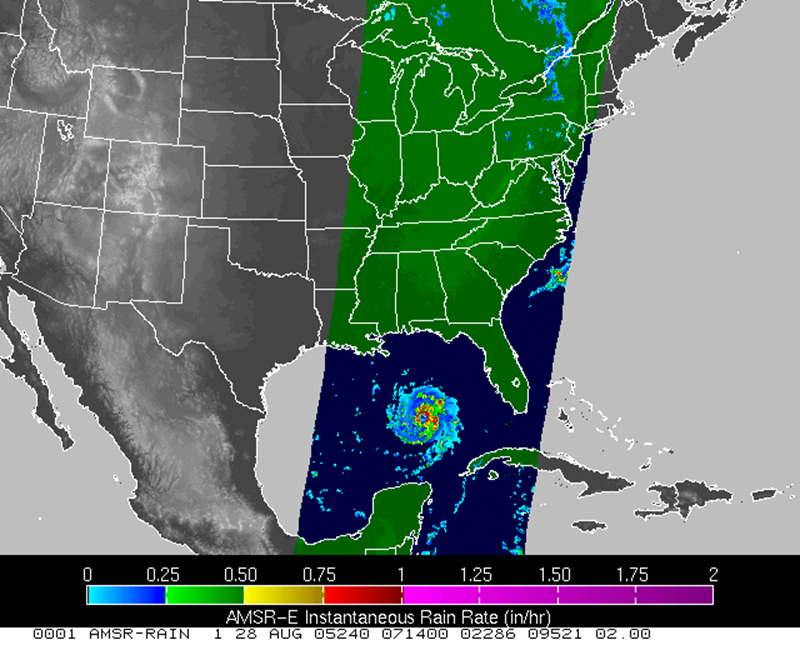 0 0.25 0.50 0.75 1 1.25 1.50 1.75 2
AMSR-E Instantaneous Rain Rate (in/hr)
0001 AMSR-RAIN 1 28 AUG 05240 071400 02286 09521 02.00